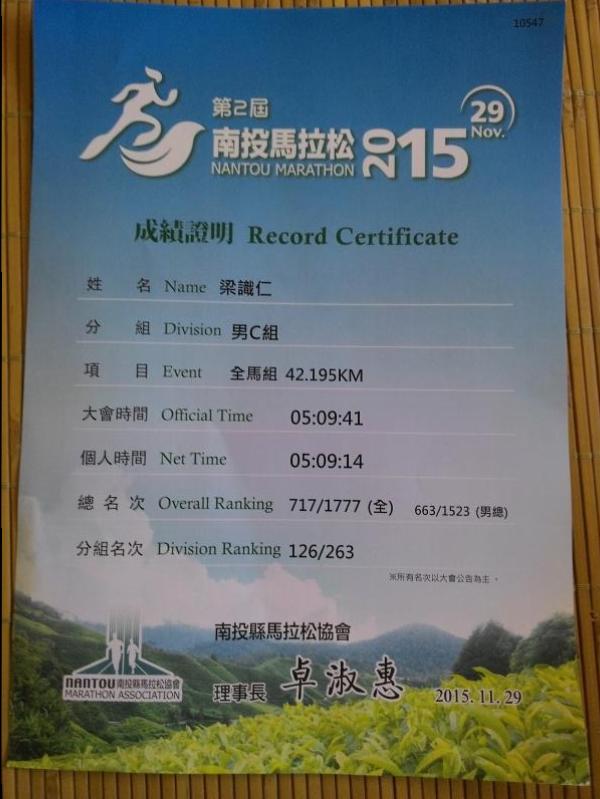 10547
第2屆
南投馬拉松
NANTOU MARATHON
2015
29
Nov.
成績證明 Record Certificate
姓 名 Name 梁識仁
分 組 Division 男C組
項 目 Event 全馬組 42.195KM
大會時間 Official Time 05:09:41
個人時間 Net Time 05:09:14
總 名 次 Overall Ranking 717/1777 (全) 663/1523 (男總)
分組名次 Division Ranking 126/263
※所有名次以大會公告為主。
南投縣馬拉松協會
NANTOU 南投縣馬拉松協會
MARATHON ASSOCIATION
理事長 卓淑惠 2015.11.29